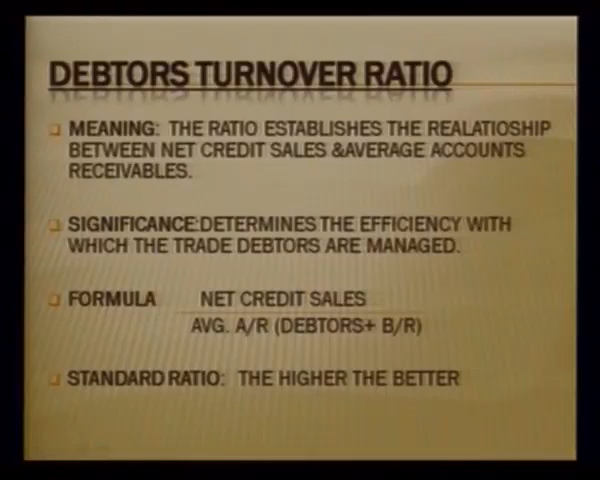 DEBTORS TURNOVER RATIO
MEANING: THE RATIO ESTABLISHES THE REALATIOSHIP
BETWEEN NET CREDIT SALES &AVERAGE ACCOUNTS
RECEIVABLES.
SIGNIFICANCE:DETERMINES THE EFFICIENCY WITH
WHICH THE TRADE DEBTORS ARE MANAGED.
FORMULA NET CREDIT SALES
AVG. A/R (DEBTORS+ B/R)
STANDARD RATIO: THE HIGHER THE BETTER